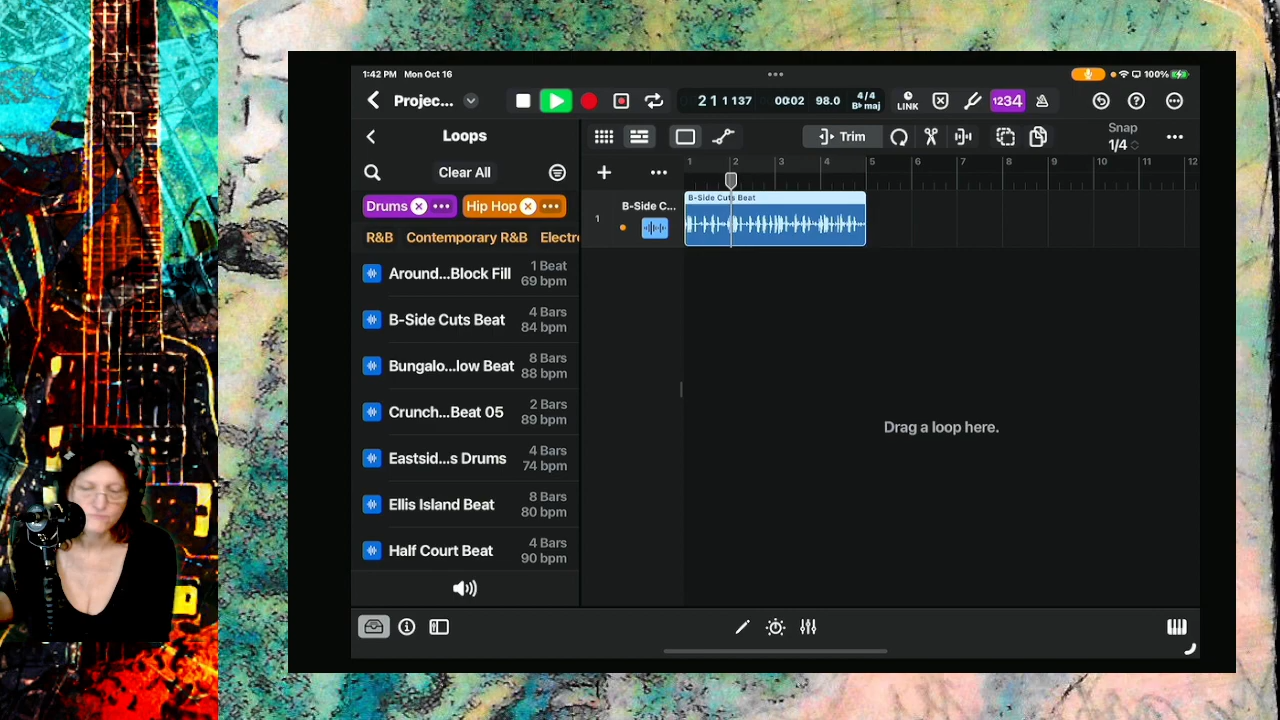 1:42 PM Mon Oct 16
100%
Projec...
2 1 1 137
00:02
98.0
4/4
B♭ maj
LINK
1234
Loops
Trim
Snap
1/4
Clear All
1 2 3 4 5 6 7 8 9 10 11 12
Drums
Hip Hop
R&B Contemporary R&B Electro
1
B-Side C...
B-Side Cuts Beat
Around...Block Fill
1 Beat
69 bpm
B-Side Cuts Beat
4 Bars
84 bpm
Bungalo...low Beat
8 Bars
88 bpm
Crunch...Beat 05
2 Bars
89 bpm
Eastsid...s Drums
4 Bars
74 bpm
Ellis Island Beat
8 Bars
80 bpm
Half Court Beat
4 Bars
90 bpm
Drag a loop here.